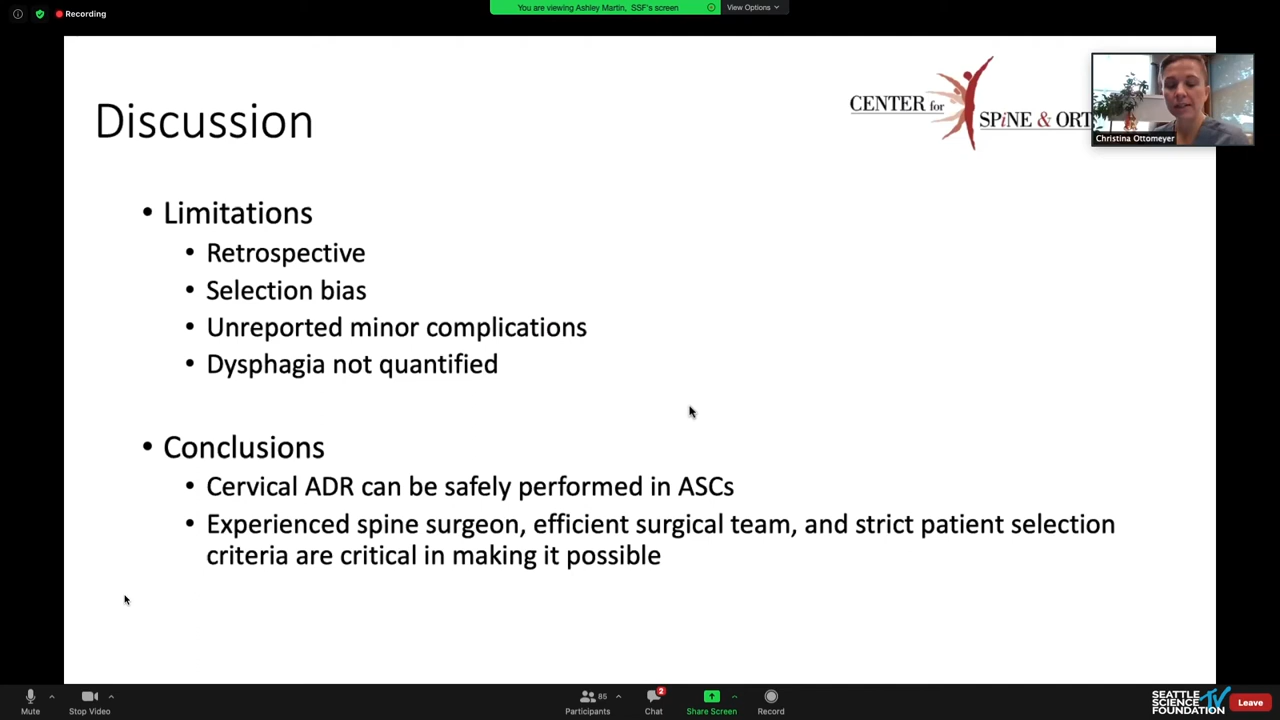 Recording
You are viewing Ashley Martin, SSF's screen
View Options
Discussion
CENTER for
SPiNE & ORT
Christina Ottomeyer
• Limitations
• Retrospective
• Selection bias
• Unreported minor complications
• Dysphagia not quantified
• Conclusions
• Cervical ADR can be safely performed in ASCs
• Experienced spine surgeon, efficient surgical team, and strict patient selection
criteria are critical in making it possible
Mute
Stop Video
85
Participants
2
Chat
Share Screen
Record
SEATTLE
SCIENCE
FOUNDATION
TV
Leave